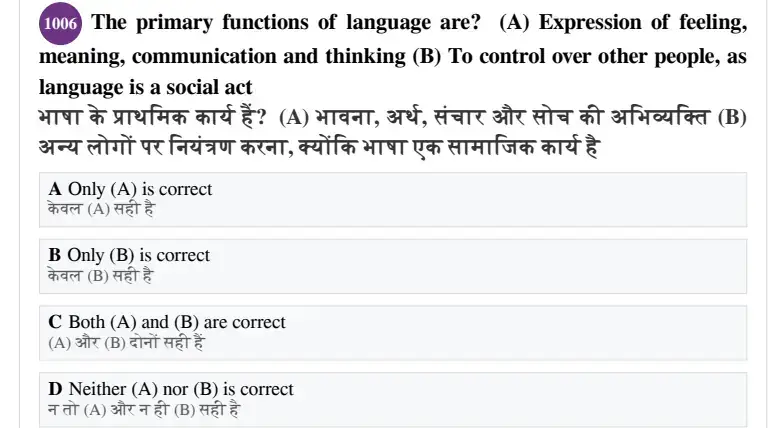 1006 The primary functions of language are? (A) Expression of feeling,
meaning, communication and thinking (B) To control over other people, as
language is a social act
भाषा के प्राथमिक कार्य हैं? (A) भावना, अर्थ, संचार और सोच की अभिव्यक्ति (B)
अन्य लोगों पर नियंत्रण करना, क्योंकि भाषा एक सामाजिक कार्य है
A Only (A) is correct
केवल (A) सही है
B Only (B) is correct
केवल (B) सही है
C Both (A) and (B) are correct
(A) और (B) दोनों सही हैं
D Neither (A) nor (B) is correct
न तो (A) और न ही (B) सही है